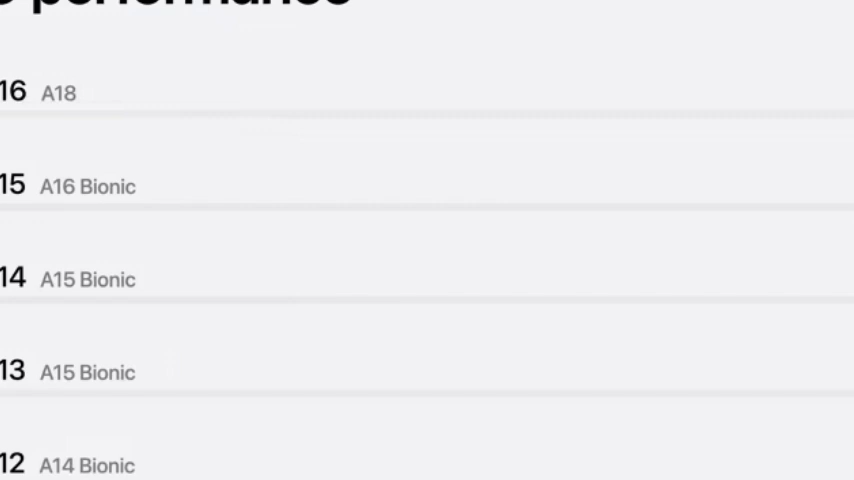 performance
16 A18
15 A16 Bionic
14 A15 Bionic
13 A15 Bionic
12 A14 Bionic